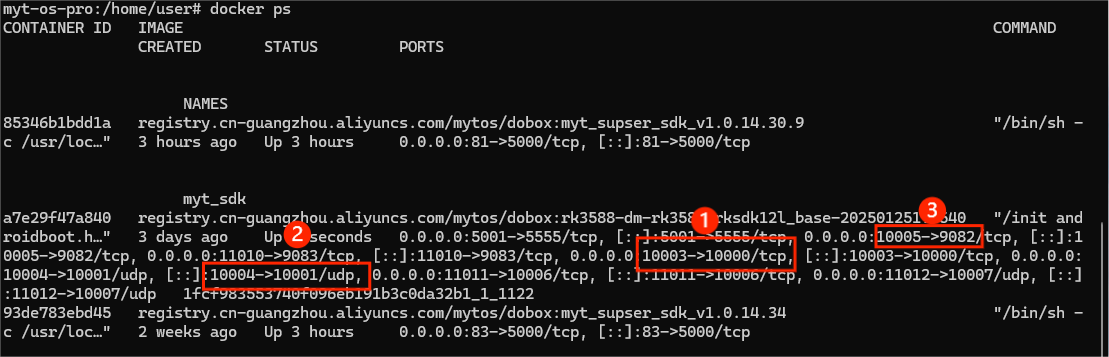 myt-os-pro:/home/user# docker ps
CONTAINER ID   IMAGE                                                                                         COMMAND
               CREATED        STATUS         PORTS
                    NAMES
85346b1bdd1a   registry.cn-guangzhou.aliyuncs.com/mytos/dobox:myt_supser_sdk_v1.0.14.30.9                    "/bin/sh -
c /usr/loc…"   3 hours ago    Up 3 hours     0.0.0.0:81->5000/tcp, [::]:81->5000/tcp
                    myt_sdk
a7e29f47a840   registry.cn-guangzhou.aliyuncs.com/mytos/dobox:rk3588-dm-rk358 1 rksdk12l_base-202501251 3 640   "/init and
roidboot.h…"   3 days ago     Up 2 seconds   0.0.0.0:5001->5555/tcp, [::]:5001->5555/tcp, 0.0.0.0:10005->9082/tcp, [::]:1
0005->9082/tcp, 0.0.0.0:11010->9083/tcp, [::]:11010->9083/tcp, 0.0.0.0:10003->10000/tcp, [::]:10003->10000/tcp, 0.0.0.0:
10004->10001/udp, [::]:10004->10001/udp, 0.0.0.0:11011->10006/tcp, [::]:11011->10006/tcp, 0.0.0.0:11012->10007/udp, [::]
:11012->10007/udp   1fcf983553740f096eb191b3c0da32b1_1_1122
93de783ebd45   registry.cn-guangzhou.aliyuncs.com/mytos/dobox:myt_supser_sdk_v1.0.14.34                      "/bin/sh -
c /usr/loc…"   2 weeks ago    Up 3 hours     0.0.0.0:83->5000/tcp, [::]:83->5000/tcp